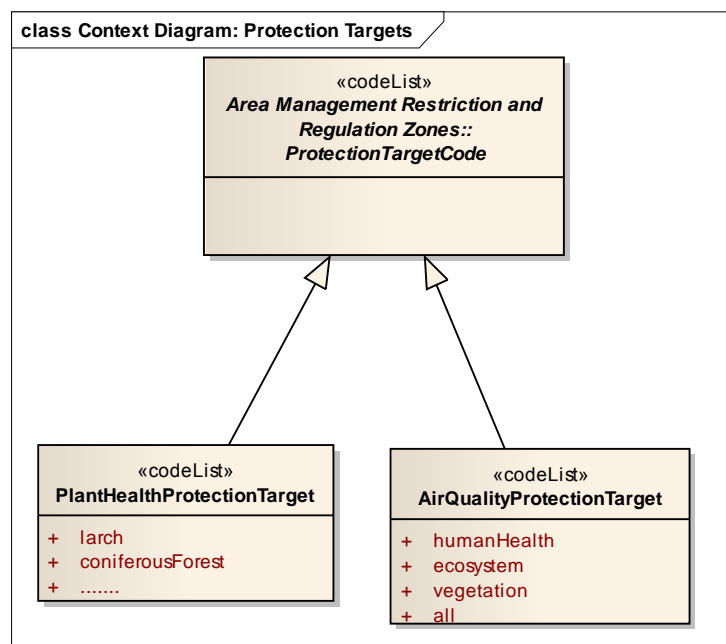 class Context Diagram: Protection Targets
«codeList»
Area Management Restriction and
Regulation Zones::
ProtectionTargetCode
«codeList»
PlantHealthProtectionTarget
+ larch
+ coniferousForest
+ .......
«codeList»
AirQualityProtectionTarget
+ humanHealth
+ ecosystem
+ vegetation
+ all